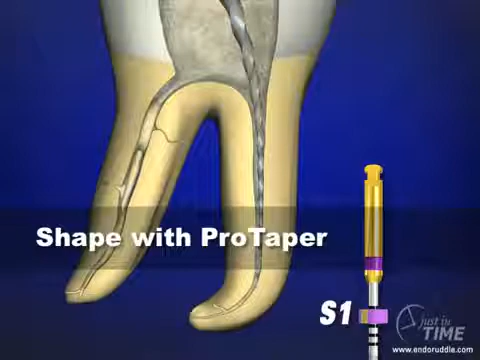 Shape with ProTaper
S1
Just in
TIME
www.endoruddle.com